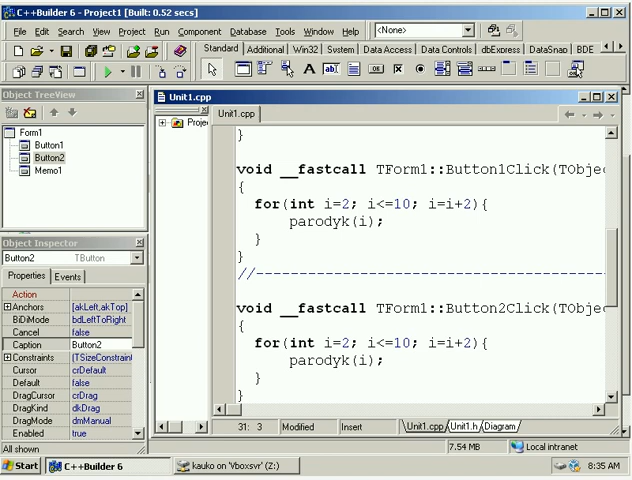 C++Builder 6 - Project1 [Built: 0.52 secs]
File Edit Search View Project Run Component Database Tools Window Help <None>
Standard Additional Win32 System Data Access Data Controls dbExpress DataSnap BDE
Object TreeView
Form1
Button1
Button2
Memo1
Unit1.cpp
Proje
Unit1.cpp
}
void __fastcall TForm1::Button1Click(TObjec
{
for(int i=2; i<=10; i=i+2){
parodyk(i);
}
}
//----------------------------------------
void __fastcall TForm1::Button2Click(TObjec
{
for(int i=2; i<=10; i=i+2){
parodyk(i);
}
}
Object Inspector
Button2 TButton
Properties Events
Action
Anchors [akLeft,akTop]
BiDiMode bdLeftToRight
Cancel false
Caption Button2
Constraints (TSizeConstraint
Cursor crDefault
Default false
DragCursor crDrag
DragKind dkDrag
DragMode dmManual
Enabled true
All shown
31: 3 Modified Insert Unit1.cpp Unit1.h Diagram
7.54 MB Local intranet
Start C++Builder 6 kauko on 'Vboxsvr' (Z:) 8:35 AM